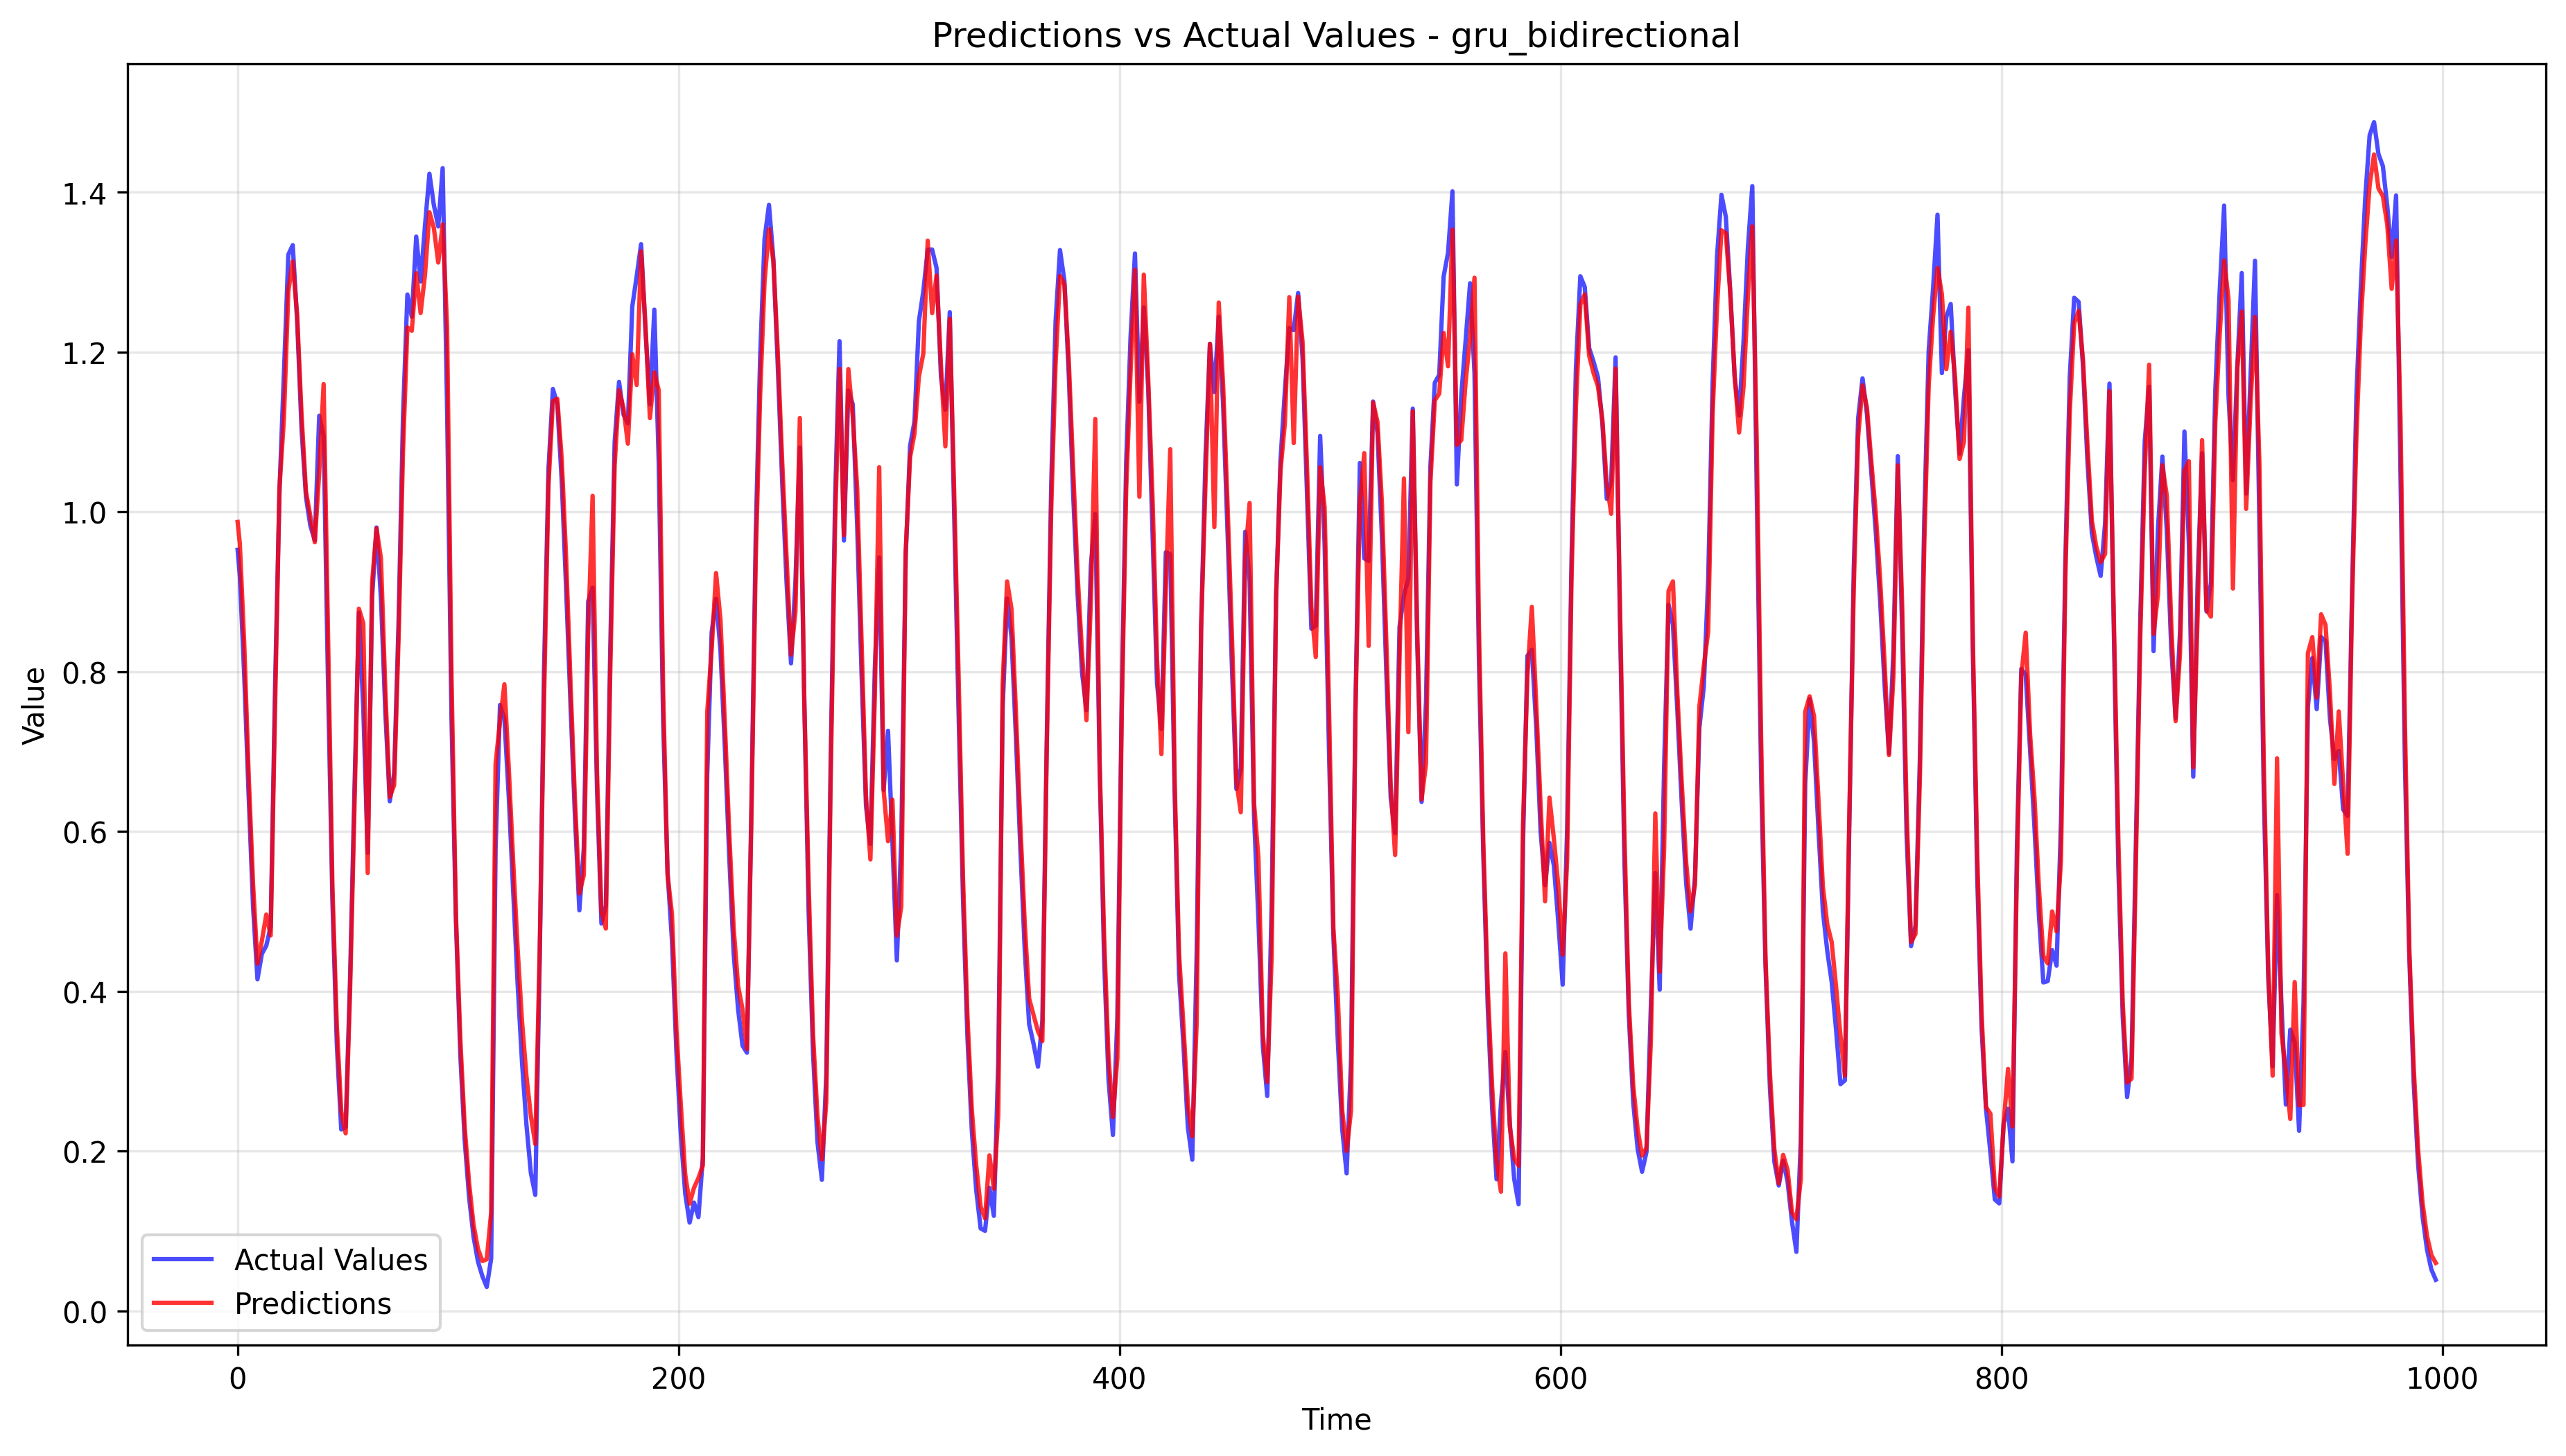 Predictions vs Actual Values - gru_bidirectional
Value
1.4
1.2
1.0
0.8
0.6
0.4
0.2
0.0
Actual Values
Predictions
0 200 400 600 800 1000
Time